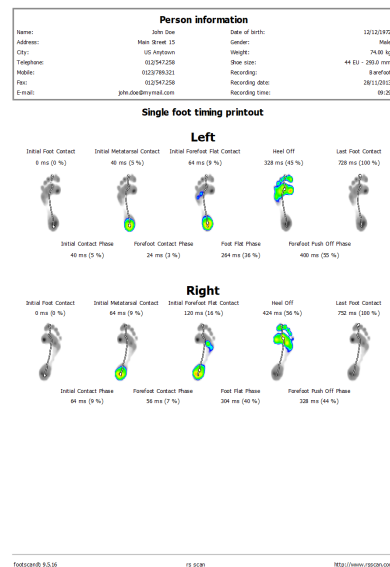 Person information
Name: John Doe Date of birth: 12/12/1972
Address: Main Street 15 Gender: Male
City: US Anytown Weight: 74.00 kg
Telephone: 012/547.258 Shoe size: 44 EU - 293.0 mm
Mobile: 0123/789.321 Recording: Barefoot
Fax: 012/547.258 Recording date: 28/11/2013
E-mail: john.doe@mymail.com Recording time: 09:29
Single foot timing printout
Left
Initial Foot Contact Initial Metatarsal Contact Initial Forefoot Flat Contact Heel Off Last Foot Contact
0 ms (0 %) 40 ms (5 %) 64 ms (9 %) 328 ms (45 %) 728 ms (100 %)
Initial Contact Phase Forefoot Contact Phase Foot Flat Phase Forefoot Push Off Phase
40 ms (5 %) 24 ms (3 %) 264 ms (36 %) 400 ms (55 %)
Right
Initial Foot Contact Initial Metatarsal Contact Initial Forefoot Flat Contact Heel Off Last Foot Contact
0 ms (0 %) 64 ms (9 %) 120 ms (16 %) 424 ms (56 %) 752 ms (100 %)
Initial Contact Phase Forefoot Contact Phase Foot Flat Phase Forefoot Push Off Phase
64 ms (9 %) 56 ms (7 %) 304 ms (40 %) 328 ms (44 %)
footscan® 9.5.16 rs scan http://www.rsscan.com